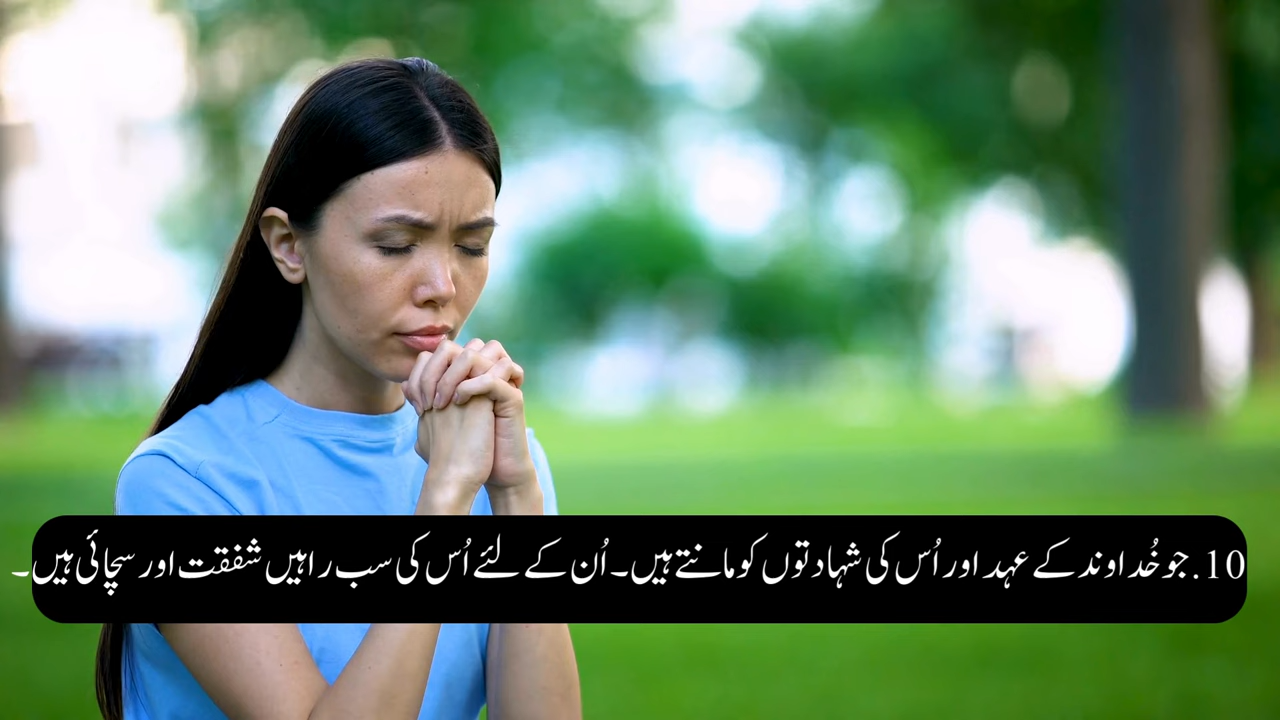 10. جو خُداوند کے عہد اور اُس کی شہادتوں کو مانتے ہیں۔ اُن کے لئے اُس کی سب راہیں شفقت اور سچائی ہیں۔